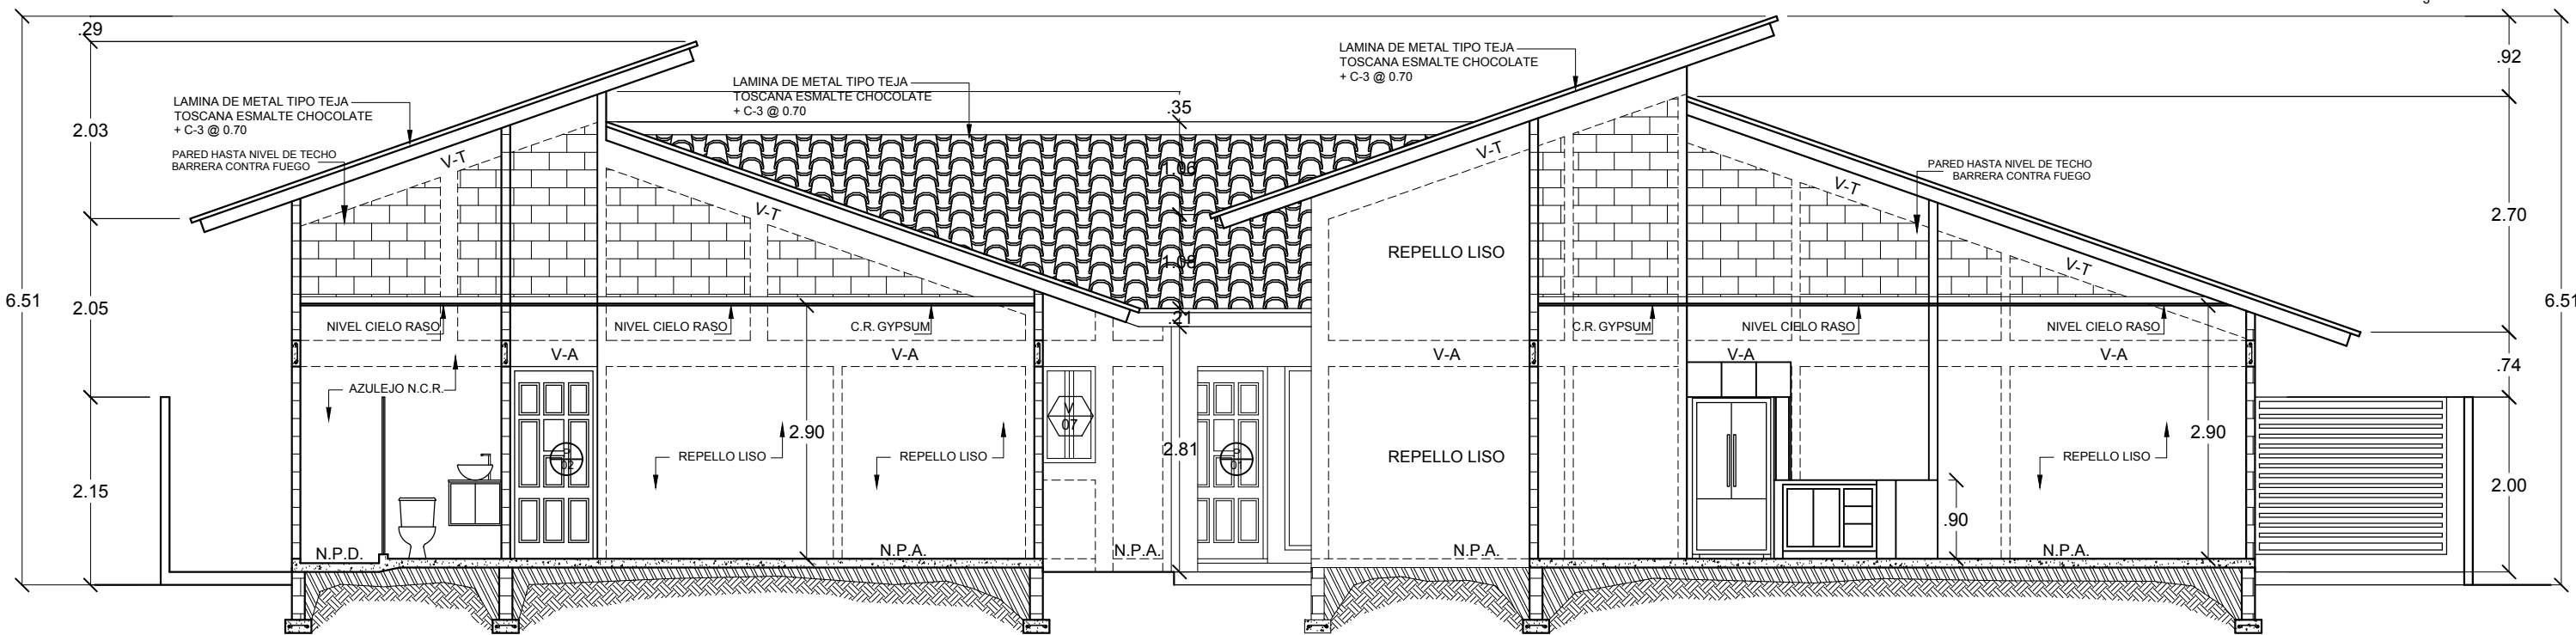 3
.29
.92
LAMINA DE METAL TIPO TEJA
TOSCANA ESMALTE CHOCOLATE
+ C-3 @ 0.70
LAMINA DE METAL TIPO TEJA
TOSCANA ESMALTE CHOCOLATE
+ C-3 @ 0.70
LAMINA DE METAL TIPO TEJA
TOSCANA ESMALTE CHOCOLATE
+ C-3 @ 0.70
.35
2.03
PARED HASTA NIVEL DE TECHO
BARRERA CONTRA FUEGO
V-T
V-T
1.06
PARED HASTA NIVEL DE TECHO
BARRERA CONTRA FUEGO
V-T
V-T
2.70
REPELLO LISO
1.08
V-T
6.51
2.05
6.51
.21
NIVEL CIELO RASO
NIVEL CIELO RASO
C.R. GYPSUM
C.R. GYPSUM
NIVEL CIELO RASO
NIVEL CIELO RASO
V-A
V-A
V-A
V-A
V-A
.74
AZULEJO N.C.R.
V
07
2.90
2.81
2.90
P
02
P
01
REPELLO LISO
REPELLO LISO
REPELLO LISO
REPELLO LISO
2.15
2.00
.90
N.P.D.
N.P.A.
N.P.A.
N.P.A.
N.P.A.